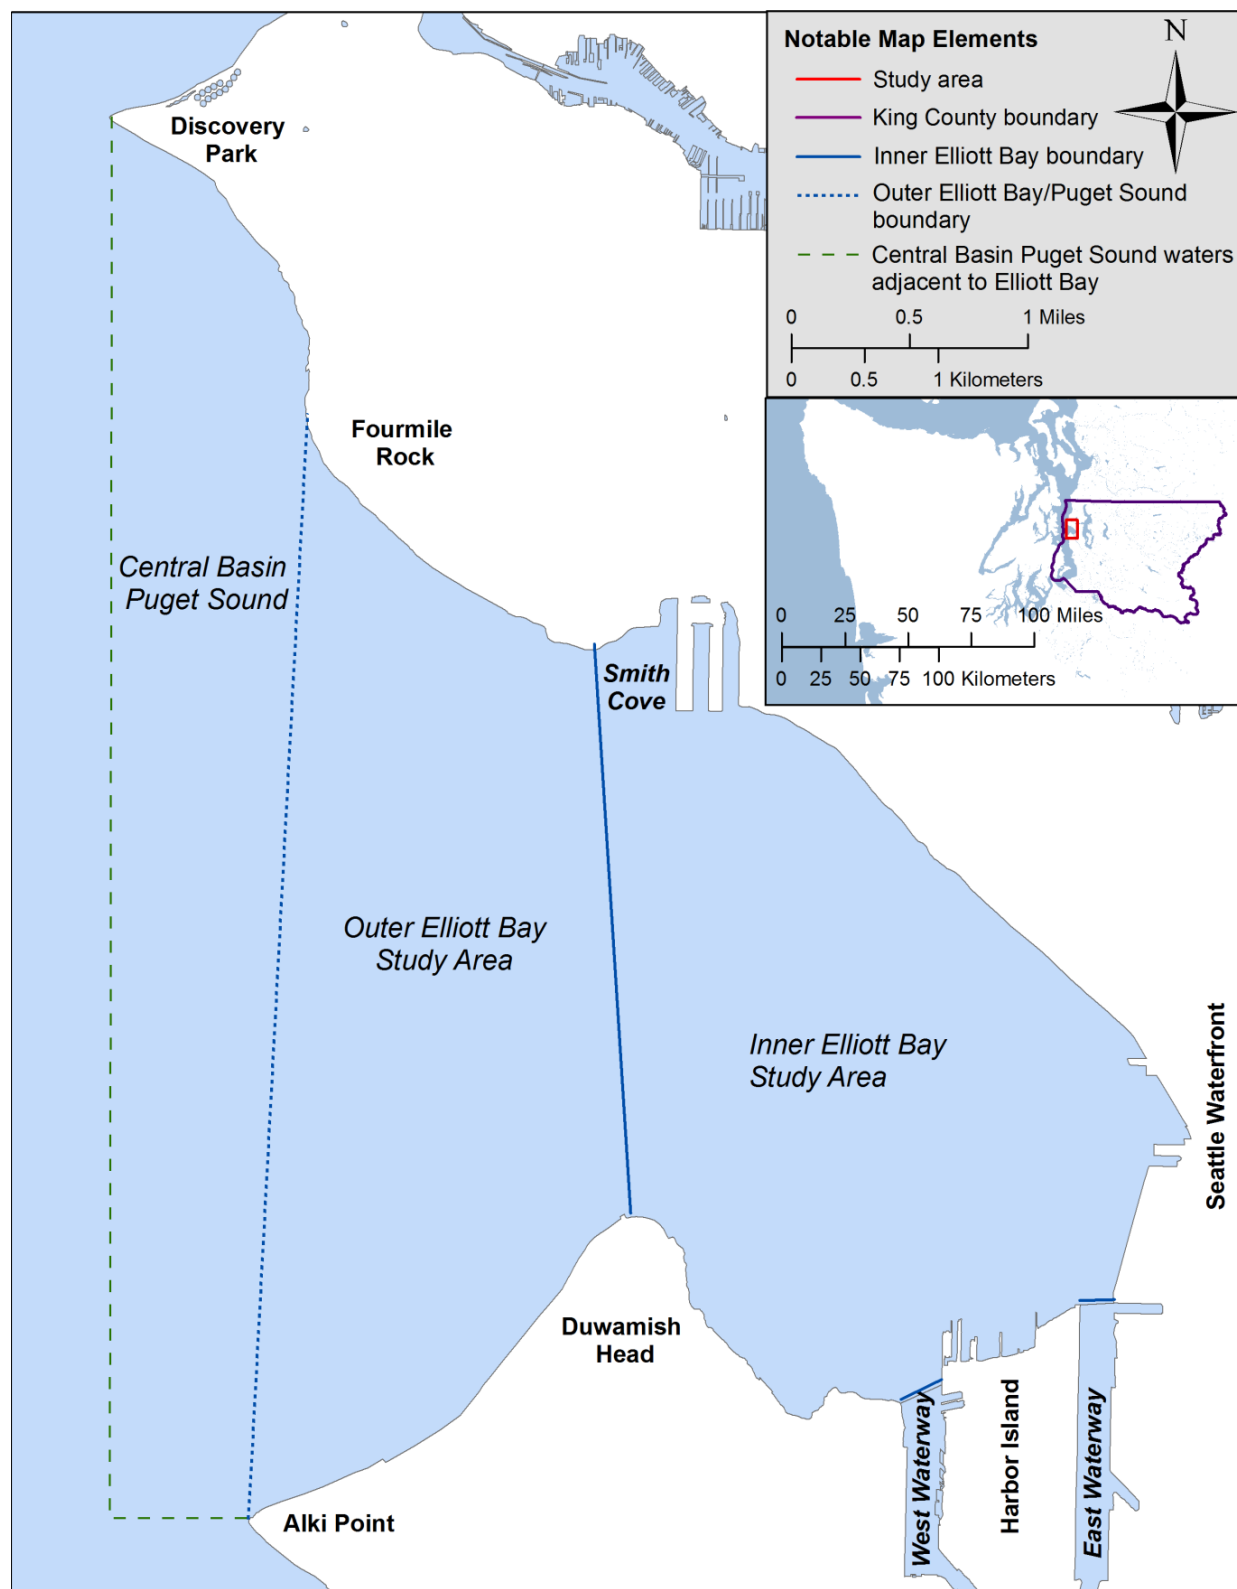 Notable Map Elements
N
Study area
King County boundary
Inner Elliott Bay boundary
Outer Elliott Bay/Puget Sound
boundary
Central Basin Puget Sound waters
adjacent to Elliott Bay
0 0.5 1 Miles
0 0.5 1 Kilometers
Discovery
Park
Fourmile
Rock
Central Basin
Puget Sound
0 25 50 75 100 Miles
0 25 50 75 100 Kilometers
Smith
Cove
Outer Elliott Bay
Study Area
Inner Elliott Bay
Study Area
Seattle Waterfront
Duwamish
Head
West Waterway
Harbor Island
East Waterway
Alki Point